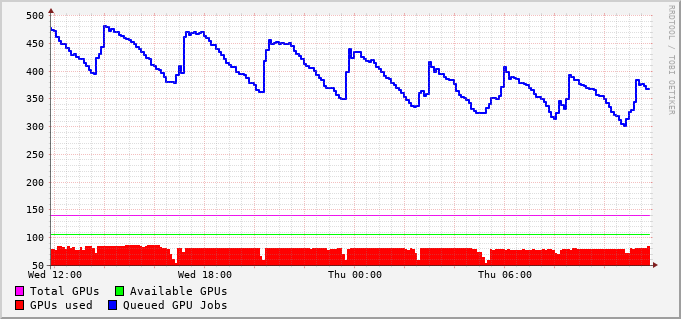 500
450
400
350
300
250
200
150
100
50
Wed 12:00 Wed 18:00 Thu 00:00 Thu 06:00
Total GPUs Available GPUs
GPUs used Queued GPU Jobs
RRDTOOL / TOBI OETIKER